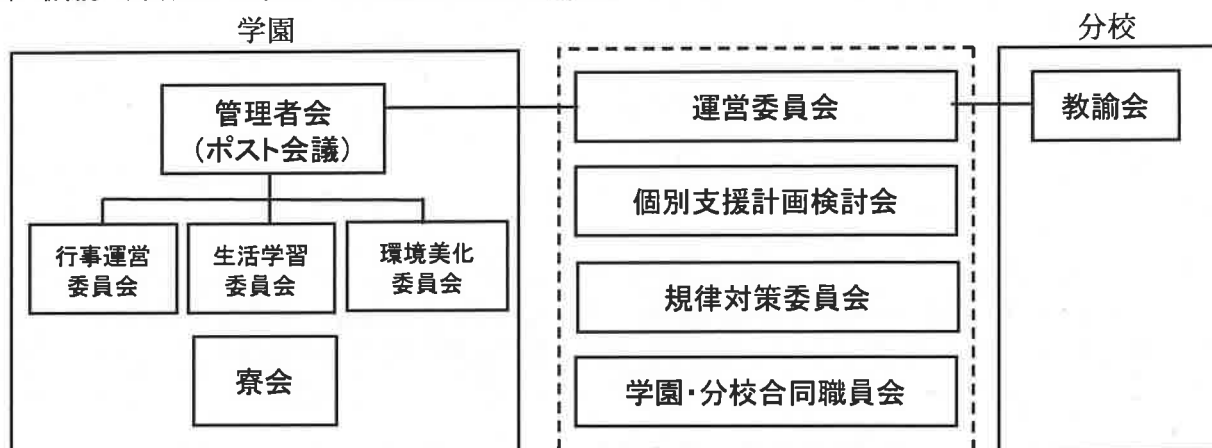 学園
分校
管理者会
（ポスト会議）
運営委員会
教諭会
個別支援計画検討会
行事運営
委員会
生活学習
委員会
環境美化
委員会
規律対策委員会
寮会
学園・分校合同職員会